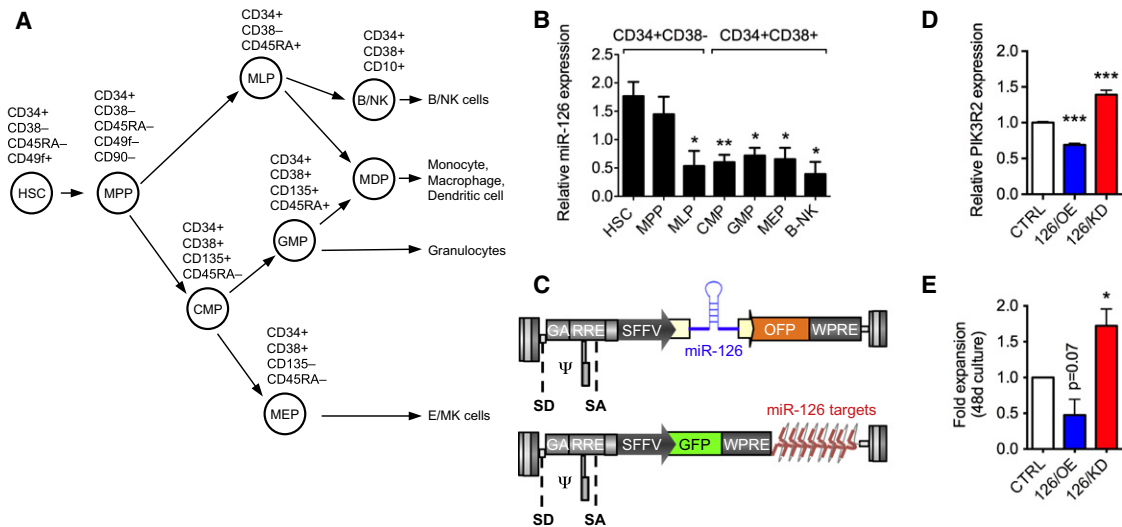 A
CD34+
CD38–
CD45RA–
CD49f+
HSC
CD34+
CD38–
CD45RA–
CD49f–
CD90–
MPP
CD34+
CD38–
CD45RA+
MLP
CD34+
CD38+
CD10+
B/NK
B/NK cells
CD34+
CD38+
CD135+
CD45RA+
MDP
Monocyte,
Macrophage,
Dendritic cell
GMP
Granulocytes
CD34+
CD38+
CD135+
CD45RA–
CMP
CD34+
CD38+
CD135–
CD45RA–
MEP
E/MK cells
B
CD34+CD38- CD34+CD38+
Relative miR-126 expression
2.5
2.0
1.5
1.0
0.5
0.0
* ** * * *
HSC MPP MLP CMP GMP MEP B-NK
C
GA RRE SFFV OFP WPRE
miR-126
Ψ
SD SA
miR-126 targets
GA RRE SFFV GFP WPRE
Ψ
SD SA
D
Relative PIK3R2 expression
2.0
1.5
1.0
0.5
0.0
*** ***
CTRL 126/OE 126/KD
E
Fold expansion
(48d culture)
2.0
1.5
1.0
0.5
0.0
p=0.07
*
CTRL 126/OE 126/KD